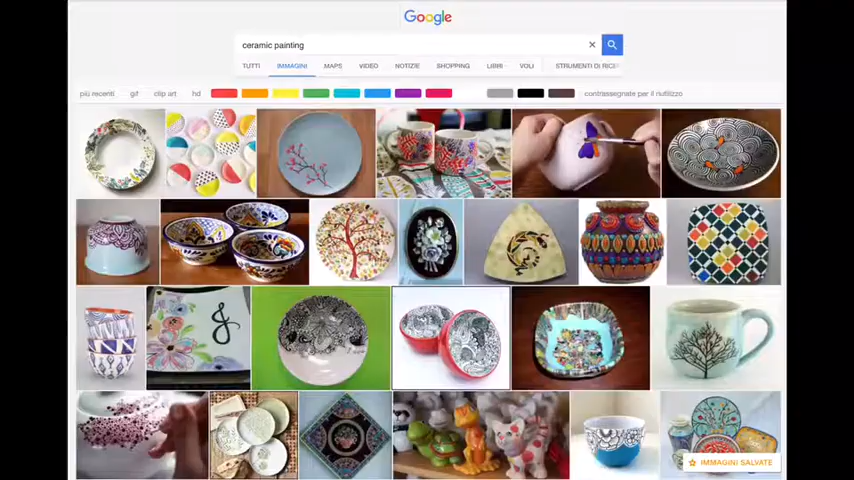 Google
ceramic painting
TUTTI IMMAGINI MAPS VIDEO NOTIZIE SHOPPING LIBRI VOLI STRUMENTI DI RICE
più recenti gif clip art hd contrassegnate per il riutilizzo
IMMAGINI SALVATE